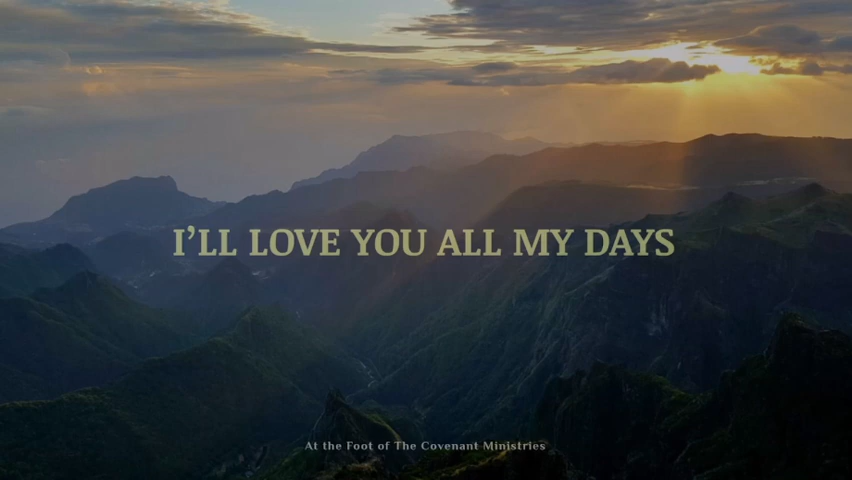 I’LL LOVE YOU ALL MY DAYS
At the Foot of The Covenant Ministries